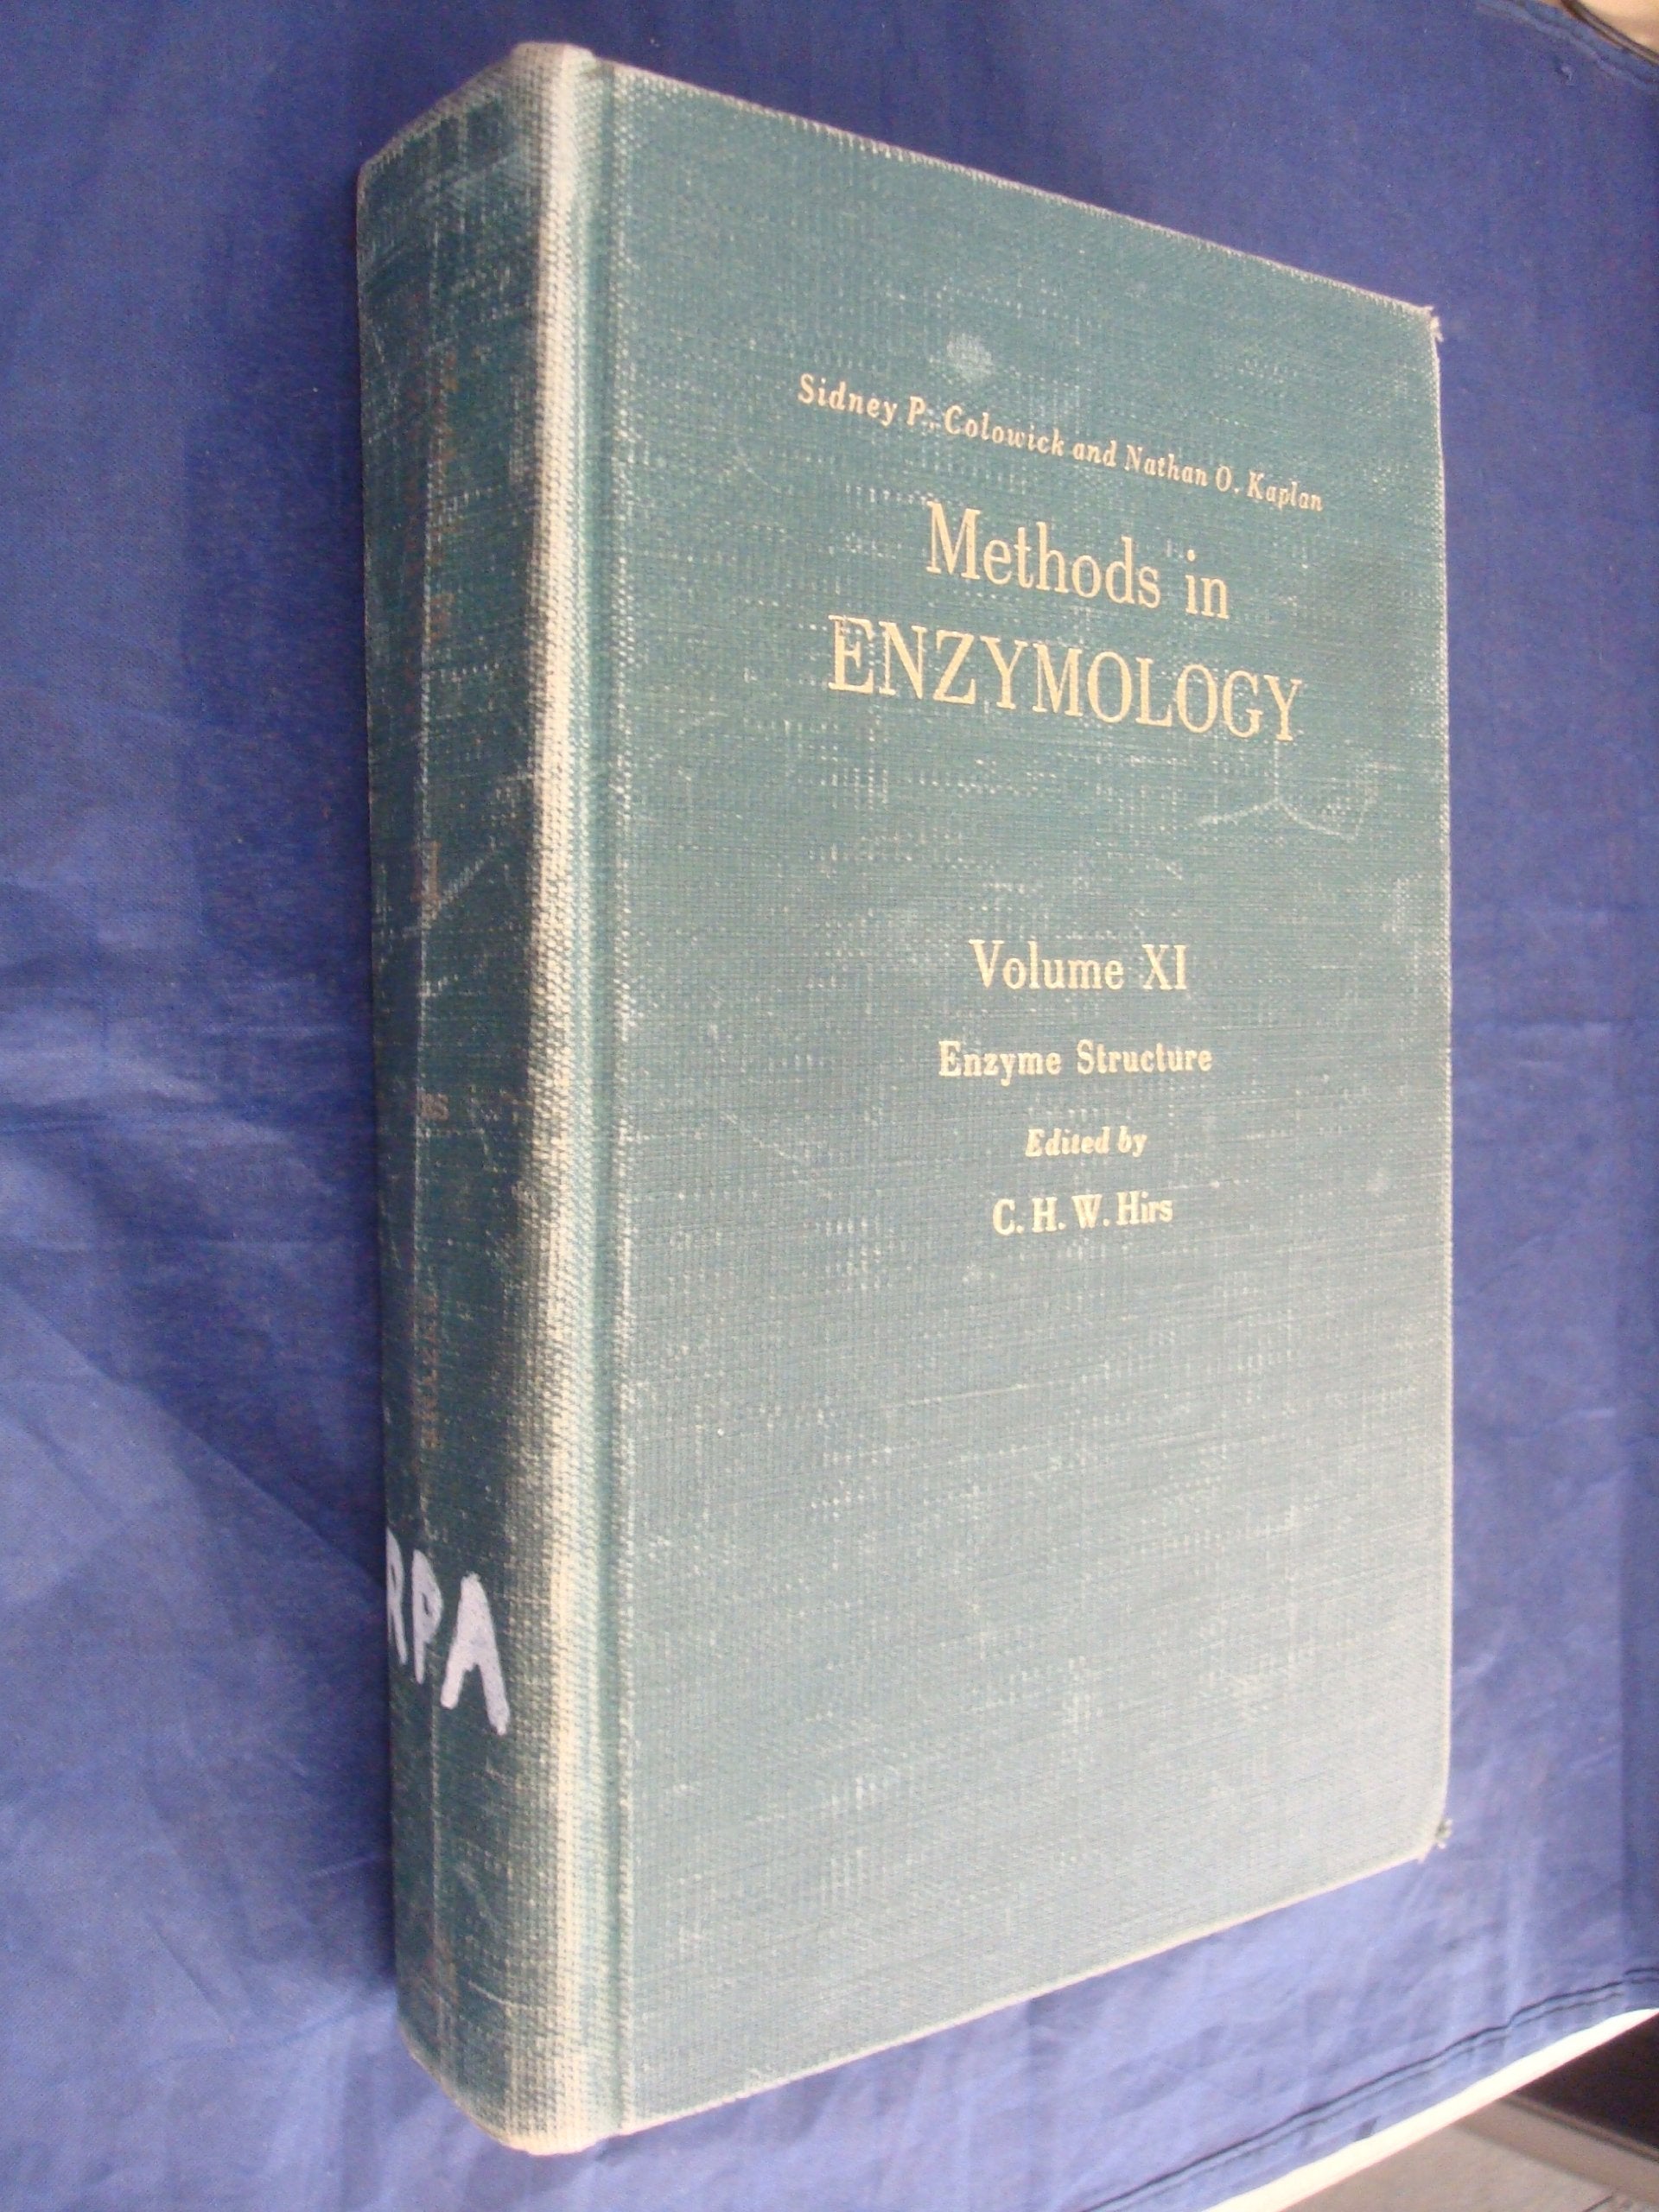 Sidney P. Colowick and Nathan O. Kaplan
Methods in
ENZYMOLOGY
Volume XI
Enzyme Structure
Edited by
C. H. W. Hirs
RPA